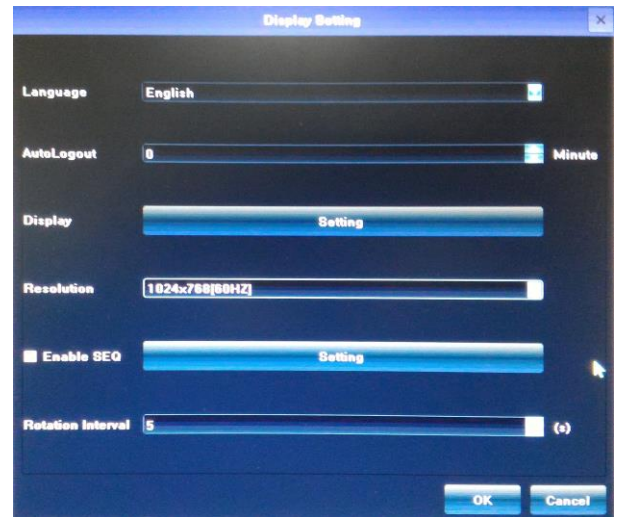 Display Setting
Language English
AutoLogout 0 Minute
Display Setting
Resolution 1024x768[60HZ]
Enable SEQ Setting
Rotation Interval 5 (s)
OK Cancel